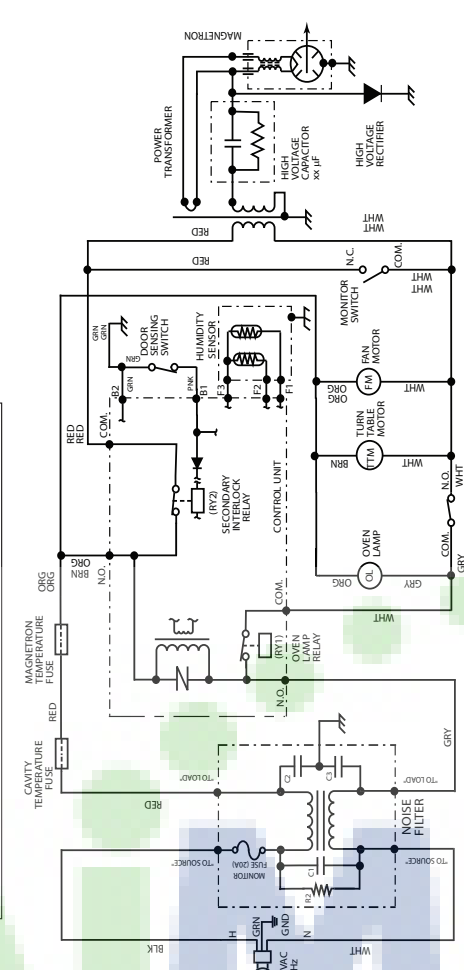 MAGNETRON
POWER
TRANSFORMER
HIGH
VOLTAGE
CAPACITOR
xx µF
HIGH
VOLTAGE
RECTIFIER
RED
WHT
WHT
RED
N.C.
COM.
MONITOR
SWITCH
WHT
WHT
GRN
GRN
DOOR
SENSING
SWITCH
GRN
GRN
PNK
B2
B1
HUMIDITY
SENSOR
F3
F2
F1
FAN
MOTOR
FM
ORG
ORG
WHT
RED
RED
COM.
TURN
TABLE
MOTOR
TTM
BRN
WHT
(RY2)
SECONDARY
INTERLOCK
RELAY
CONTROL UNIT
N.O.
WHT
COM.
GRY
OVEN
LAMP
OL
ORG
GRY
ORG
BRN
N.O.
ORG
ORG
COM.
WHT
MAGNETRON
TEMPERATURE
FUSE
(RY1)
OVEN
LAMP
RELAY
N.O.
RED
GRY
CAVITY
TEMPERATURE
FUSE
RED
"TO LOAD"
C2
C3
"TO LOAD"
NOISE
FILTER
"TO SOURCE"
MONITOR
FUSE (20A)
C1
R2
"TO SOURCE"
BLK
H
GRN
GND
N
WHT
VAC
Hz